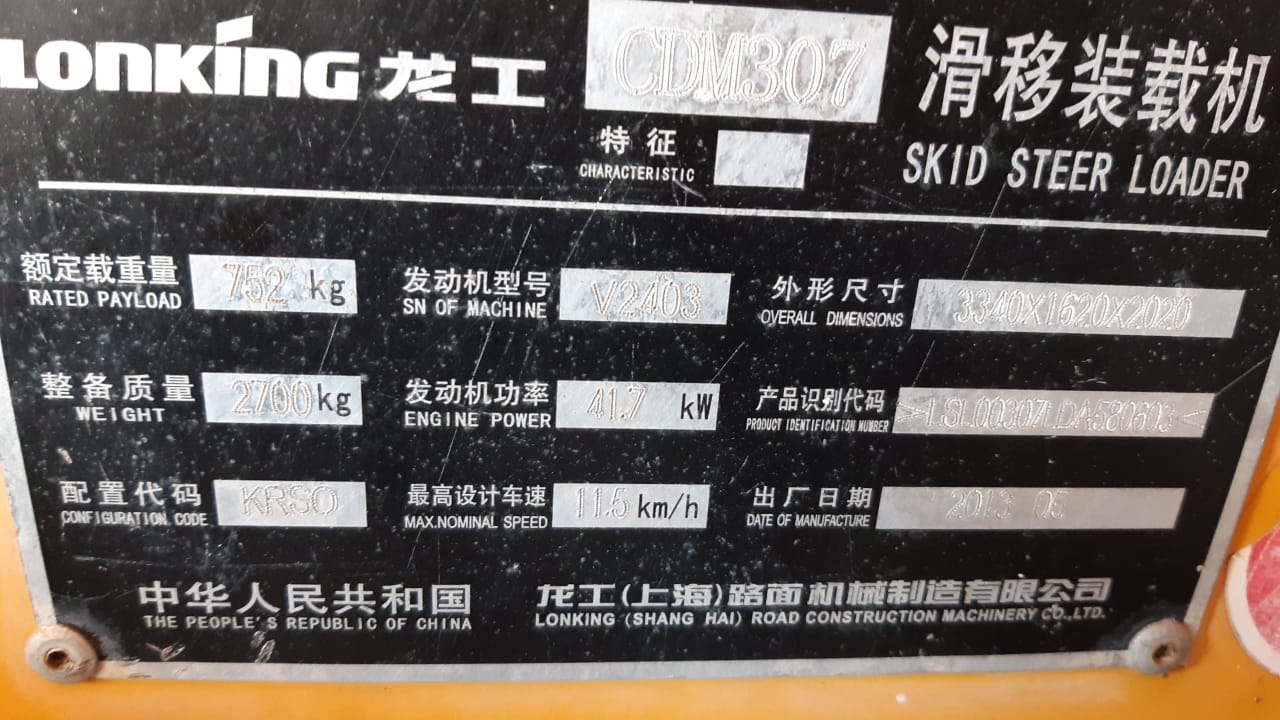 LONKING 龙工 CDM307 滑移装载机
特征
CHARACTERISTIC
SKID STEER LOADER
额定载重量 752 kg 发动机型号 V2403 外形尺寸 3340X1620X2020
RATED PAYLOAD SN OF MACHINE OVERALL DIMENSIONS
整备质量 2700 kg 发动机功率 41.7 kW 产品识别代码
WEIGHT ENGINE POWER PRODUCT IDENTIFICATION NUMBER
配置代码 KRSO 最高设计车速 11.5 km/h 出厂日期 2013 05
CONFIGURATION CODE MAX.NOMINAL SPEED DATE OF MANUFACTURE
中华人民共和国 龙工(上海)路面机械制造有限公司
THE PEOPLE'S REPUBLIC OF CHINA LONKING (SHANG HAI) ROAD CONSTRUCTION MACHINERY CO.,LTD.